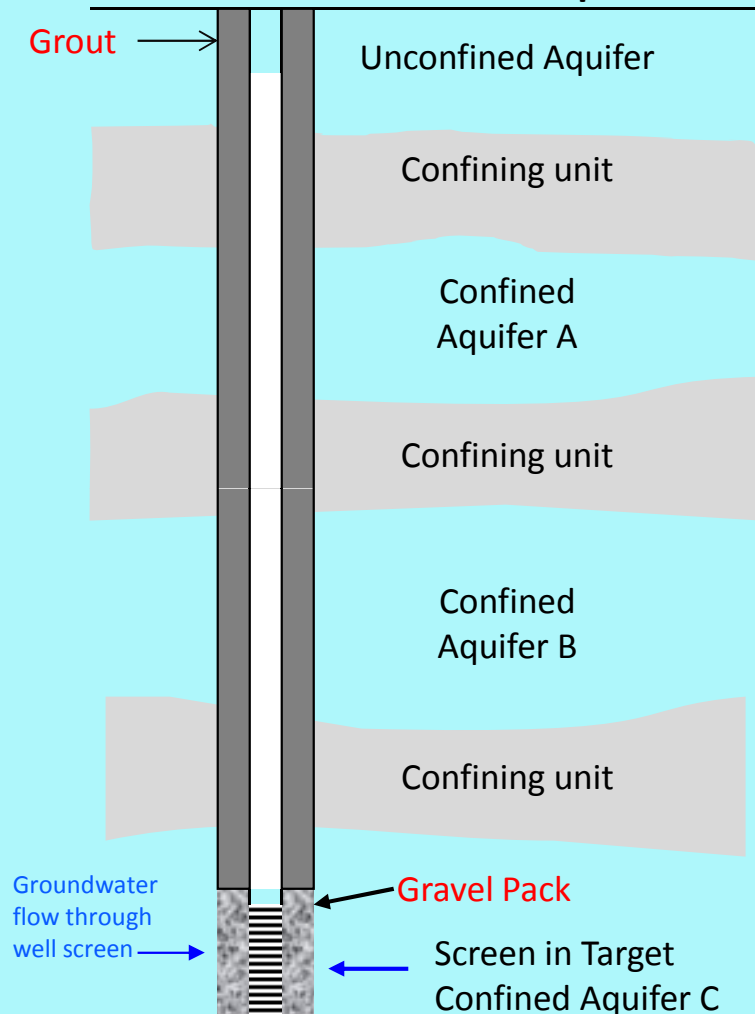 Grout
Unconfined Aquifer
Confining unit
Confined
Aquifer A
Confining unit
Confined
Aquifer B
Confining unit
Groundwater
flow through
well screen
Gravel Pack
Screen in Target
Confined Aquifer C